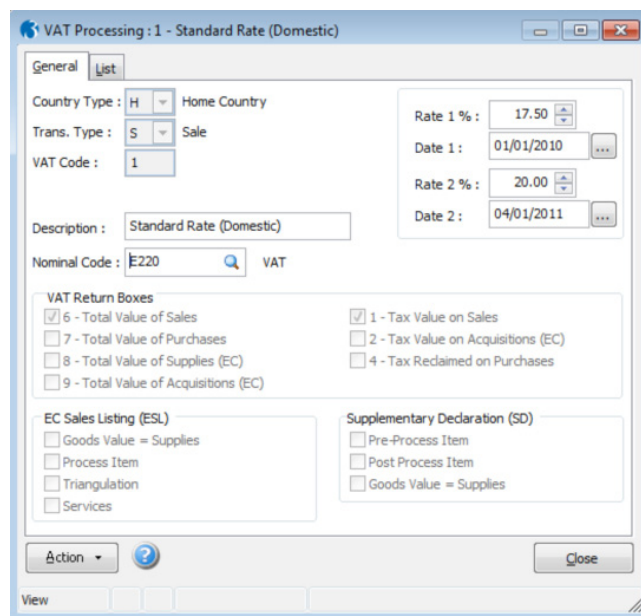 VAT Processing : 1 - Standard Rate (Domestic)
General List
Country Type : H Home Country
Trans. Type : S Sale
VAT Code : 1
Rate 1 % : 17.50
Date 1 : 01/01/2010 ...
Rate 2 % : 20.00
Date 2 : 04/01/2011 ...
Description : Standard Rate (Domestic)
Nominal Code : E220 VAT
VAT Return Boxes
6 - Total Value of Sales 1 - Tax Value on Sales
7 - Total Value of Purchases 2 - Tax Value on Acquisitions (EC)
8 - Total Value of Supplies (EC) 4 - Tax Reclaimed on Purchases
9 - Total Value of Acquisitions (EC)
EC Sales Listing (ESL)
Goods Value = Supplies
Process Item
Triangulation
Services
Supplementary Declaration (SD)
Pre-Process Item
Post Process Item
Goods Value = Supplies
Action ? Close
View